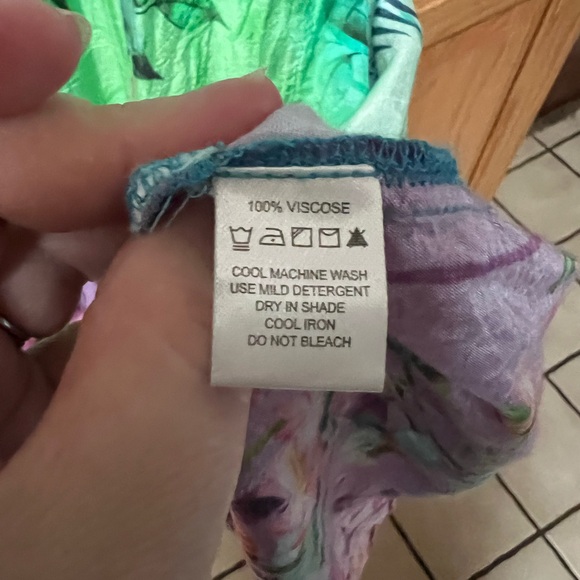 100% VISCOSE
COOL MACHINE WASH
USE MILD DETERGENT
DRY IN SHADE
COOL IRON
DO NOT BLEACH